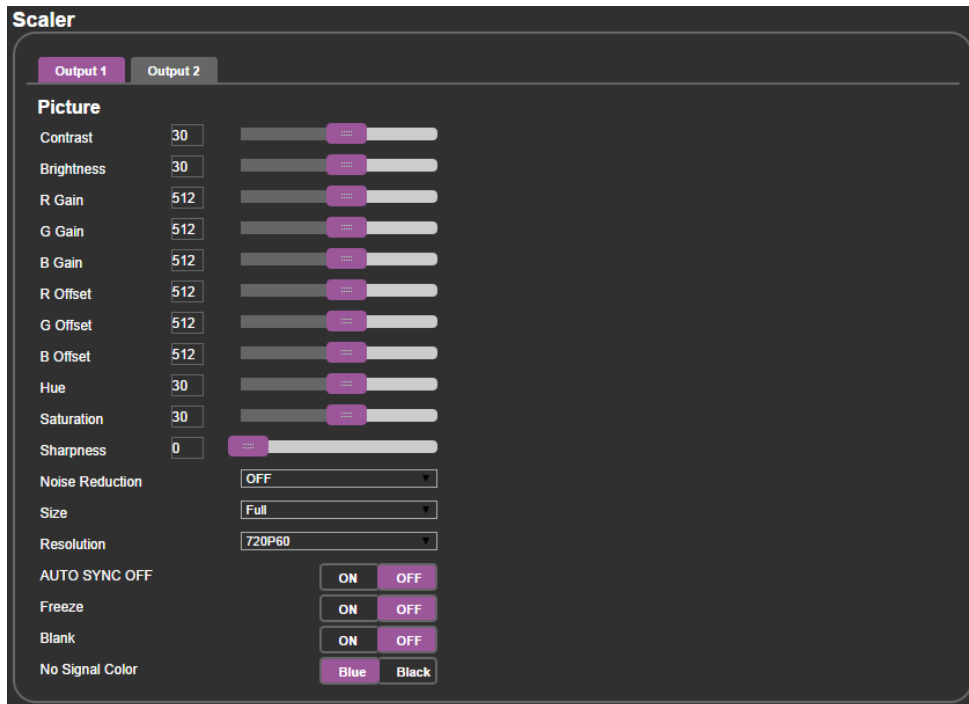 Scaler
Output 1 Output 2
Picture
Contrast 30
Brightness 30
R Gain 512
G Gain 512
B Gain 512
R Offset 512
G Offset 512
B Offset 512
Hue 30
Saturation 30
Sharpness 0
Noise Reduction OFF
Size Full
Resolution 720P60
AUTO SYNC OFF ON OFF
Freeze ON OFF
Blank ON OFF
No Signal Color Blue Black